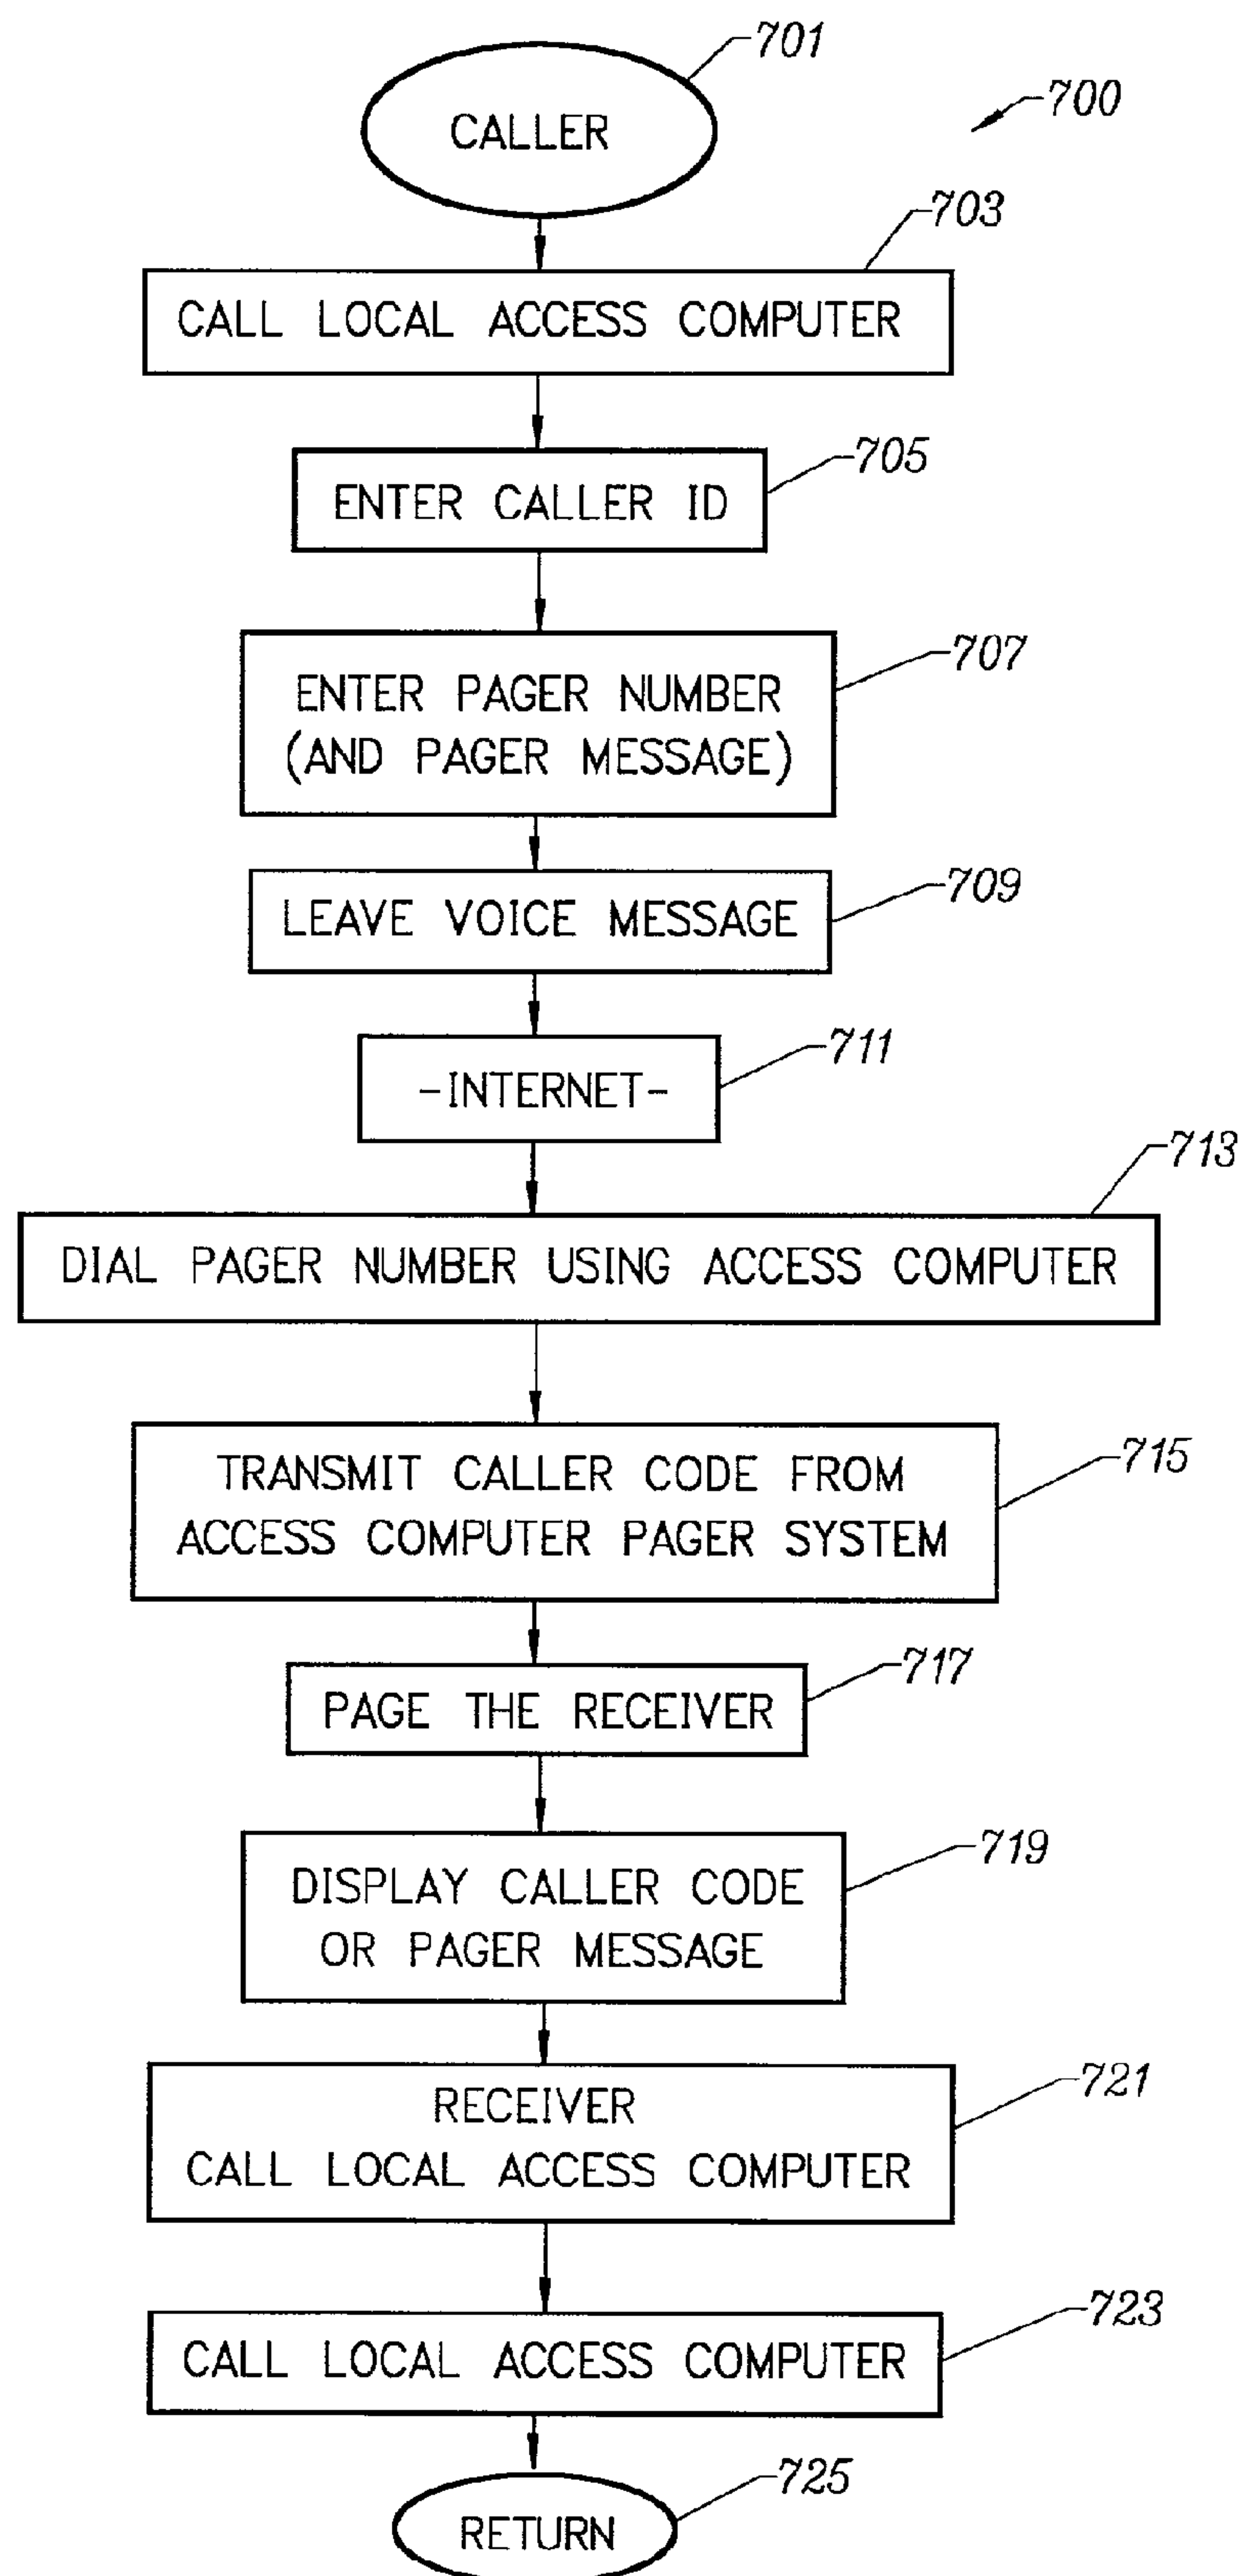 701
CALLER
700
703
CALL LOCAL ACCESS COMPUTER
705
ENTER CALLER ID
707
ENTER PAGER NUMBER
(AND PAGER MESSAGE)
709
LEAVE VOICE MESSAGE
711
-INTERNET-
713
DIAL PAGER NUMBER USING ACCESS COMPUTER
715
TRANSMIT CALLER CODE FROM
ACCESS COMPUTER PAGER SYSTEM
717
PAGE THE RECEIVER
719
DISPLAY CALLER CODE
OR PAGER MESSAGE
721
RECEIVER
CALL LOCAL ACCESS COMPUTER
723
CALL LOCAL ACCESS COMPUTER
725
RETURN